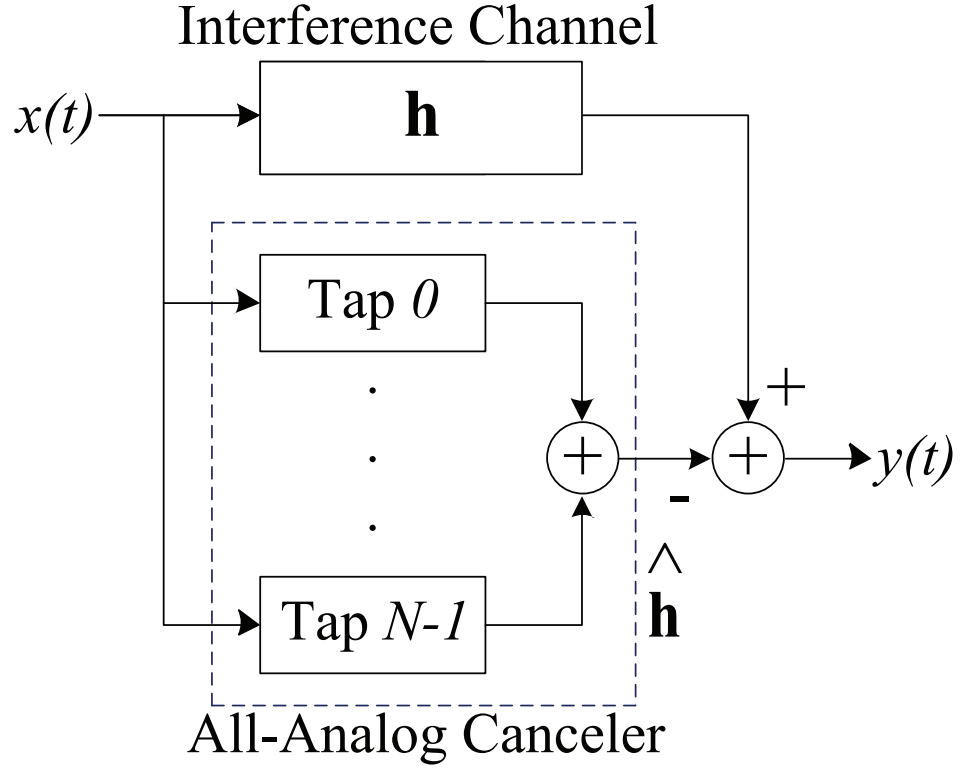 Interference Channel
x(t)
h
Tap 0
.
.
.
Tap N-1
+
+
+
-
y(t)
^
h
All-Analog Canceler